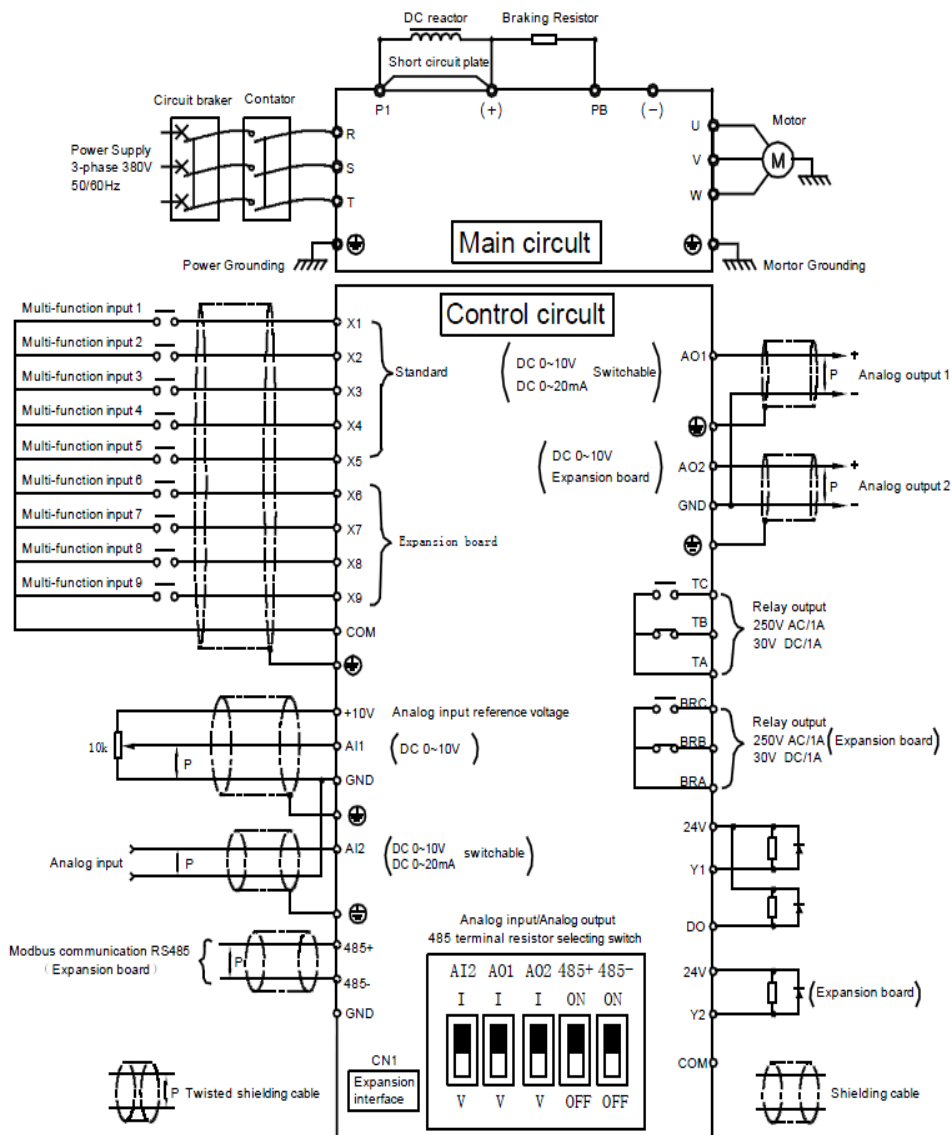 DC reactor
Braking Resistor
Short circuit plate
P1
(+)
PB
(−)
Circuit braker
Contator
Power Supply
3-phase 380V
50/60Hz
R
S
T
U
V
W
Motor
M
Main circult
Power Grounding
Mortor Grounding
Control circult
Multi-function input 1
Multi-function input 2
Multi-function input 3
Multi-function input 4
Multi-function input 5
Multi-function input 6
Multi-function input 7
Multi-function input 8
Multi-function input 9
X1
X2
X3
X4
X5
X6
X7
X8
X9
COM
Standard
Expansion board
DC 0~10V
DC 0~20mA
Switchable
AO1
+
P
Analog output 1
−
DC 0~10V
Expansion board
AO2
GND
+
P
Analog output 2
−
TC
TB
TA
Relay output
250V AC/1A
30V DC/1A
BRC
BRB
BRA
Relay output
250V AC/1A
30V DC/1A
(Expansion board)
+10V
Analog input reference voltage
10k
AI1
(DC 0~10V)
P
GND
Analog input
P
AI2
DC 0~10V
DC 0~20mA
switchable
24V
Y1
DO
24V
Y2
(Expansion board)
COM
Modbus communication RS485
(Expansion board)
P
485+
485-
GND
Analog input/Analog output
485 terminal resistor selecting switch
AI2 AO1 AO2 485+ 485-
I I I ON ON
V V V OFF OFF
CN1
Expansion
interface
P Twisted shielding cable
Shielding cable